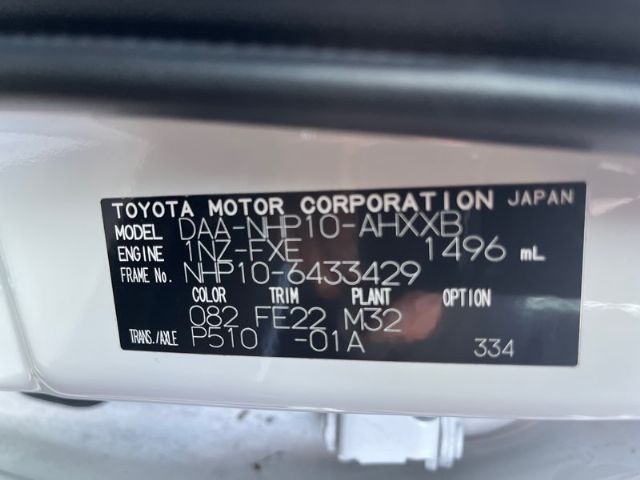 TOYOTA MOTOR CORPORATION JAPAN
MODEL DAA-NHP10-AHXXB
ENGINE 1NZ-FXE 1496 mL
FRAME No. NHP10-6433429
COLOR TRIM PLANT OPTION
082 FE22 M32
TRANS./AXLE P510 -01A 334